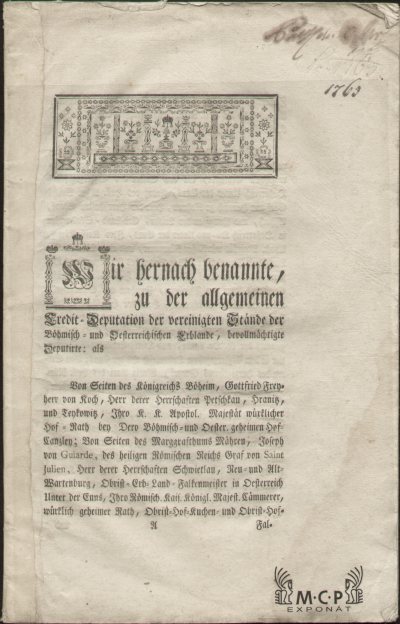 1763
Wir hernach benannte,
zu der allgemeinen
Credit-Deputation der vereinigten Stände der
Böhmisch- und Oesterreichischen Erblande, bevollmächtigte
Deputirte: als
Von Seiten des Königreichs Böheim, Gottfried Frey-
herr von Koch, Herr derer Herrschaften Petschkau, Hranitz,
und Teykowitz, Ihro K. K. Apostol. Majestät würklicher
Hof-Rath bey Dero Böhmisch- und Oester. geheimen Hof-
Canzley; Von Seiten des Marggrafthums Mähren, Joseph
von Guiarde, des heiligen Römischen Reichs Graf von Saint
Julien, Herr derer Herrschaften Schwietlau, Neu- und Alt-
Wartenburg, Obrist-Erb-Land-Falkenmeister in Oesterreich
Unter der Enns, Ihro Römisch. Kais. Königl. Majest. Cämmerer,
würklich geheimer Rath, Obrist-Hof-Kuchen- und Obrist-Hof-
A Fal-
M·C·P
EXPONÁT